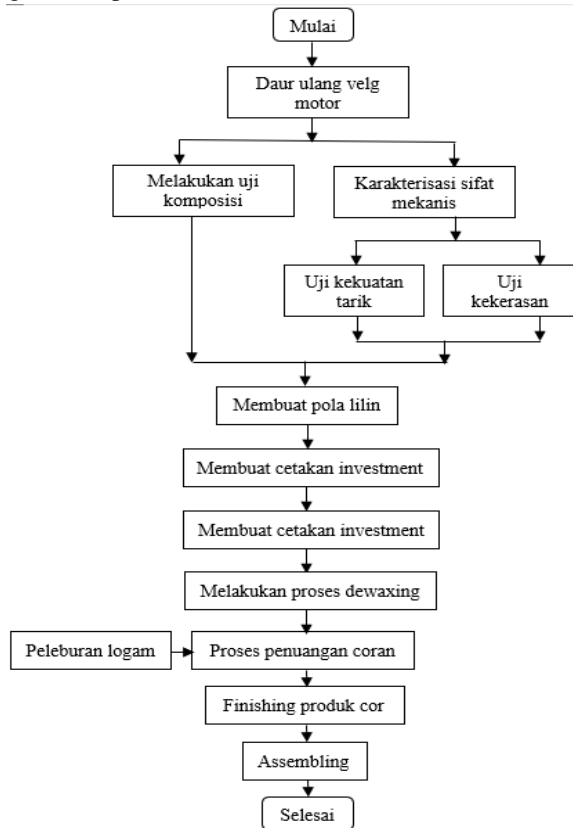 Mulai
Daur ulang velg
motor
Melakukan uji
komposisi
Karakterisasi sifat
mekanis
Uji kekuatan
tarik
Uji
kekerasan
Membuat pola lilin
Membuat cetakan investment
Membuat cetakan investment
Melakukan proses dewaxing
Peleburan logam
Proses penuangan coran
Finishing produk cor
Assembling
Selesai